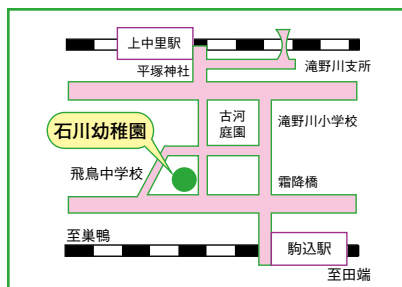 上中里駅
平塚神社
滝野川支所
古河
庭園
滝野川小学校
石川幼稚園
飛鳥中学校
霜降橋
至巣鴨
駒込駅
至田端